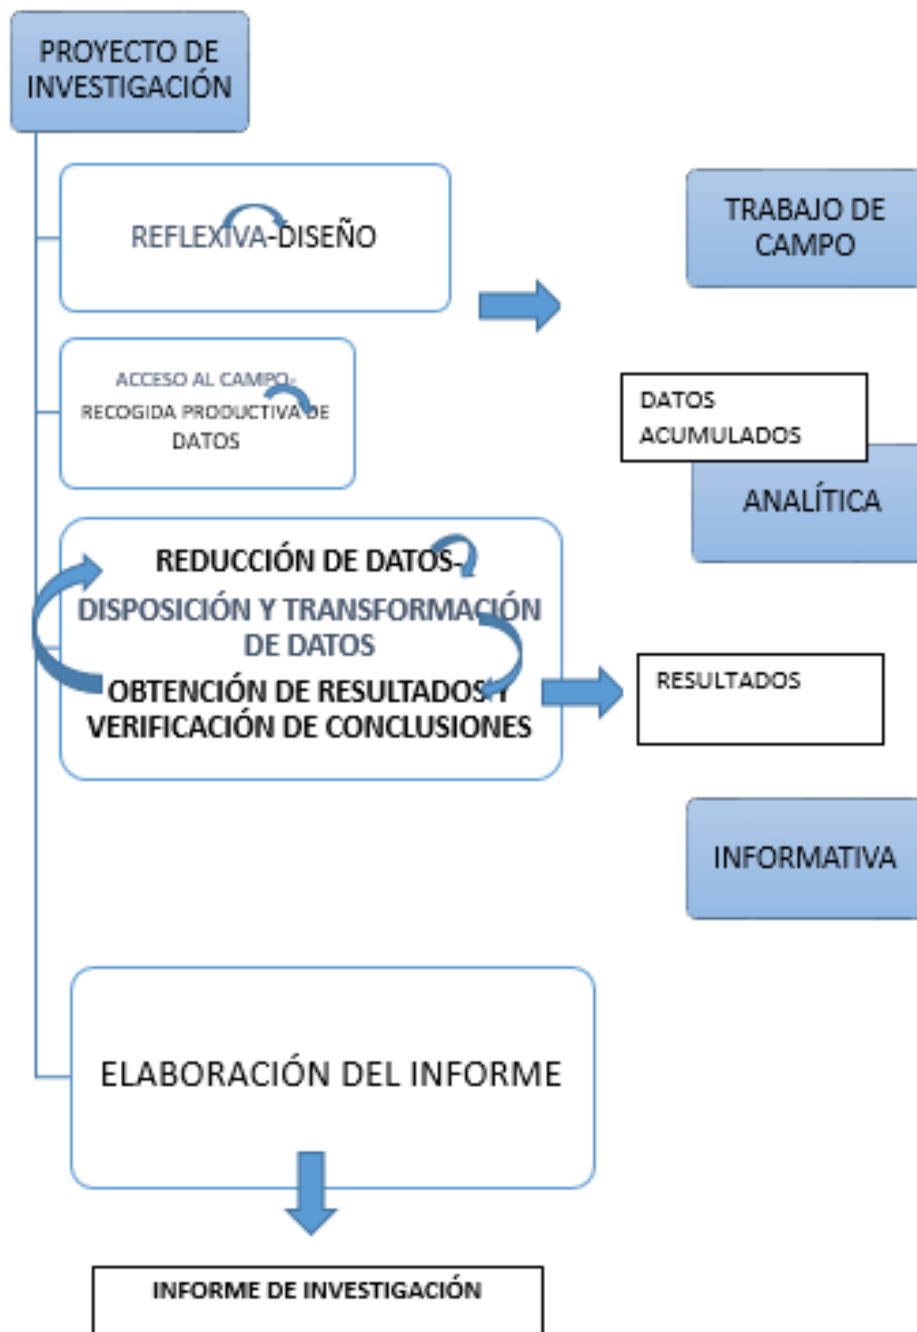 PROYECTO DE
INVESTIGACIÓN
REFLEXIVA-DISEÑO
TRABAJO DE
CAMPO
ACCESO AL CAMPO-
RECOGIDA PRODUCTIVA DE
DATOS
DATOS
ACUMULADOS
ANALÍTICA
REDUCCIÓN DE DATOS-
DISPOSICIÓN Y TRANSFORMACIÓN
DE DATOS
OBTENCIÓN DE RESULTADOS Y
VERIFICACIÓN DE CONCLUSIONES
RESULTADOS
INFORMATIVA
ELABORACIÓN DEL INFORME
INFORME DE INVESTIGACIÓN